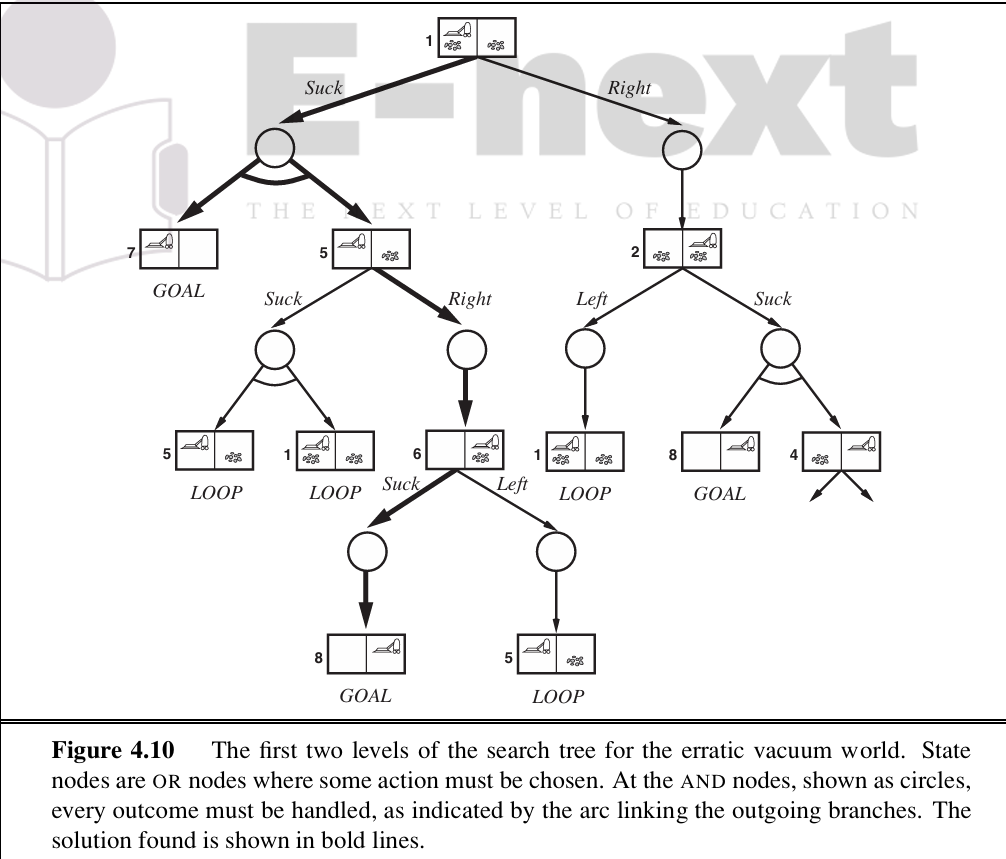 E-next
THE NEXT LEVEL OF EDUCATION
1
Suck
Right
7
GOAL
5
2
Suck
Right
Left
Suck
5
LOOP
1
LOOP
6
1
LOOP
8
GOAL
4
Suck
Left
8
GOAL
5
LOOP
Figure 4.10 The first two levels of the search tree for the erratic vacuum world. State
nodes are OR nodes where some action must be chosen. At the AND nodes, shown as circles,
every outcome must be handled, as indicated by the arc linking the outgoing branches. The
solution found is shown in bold lines.